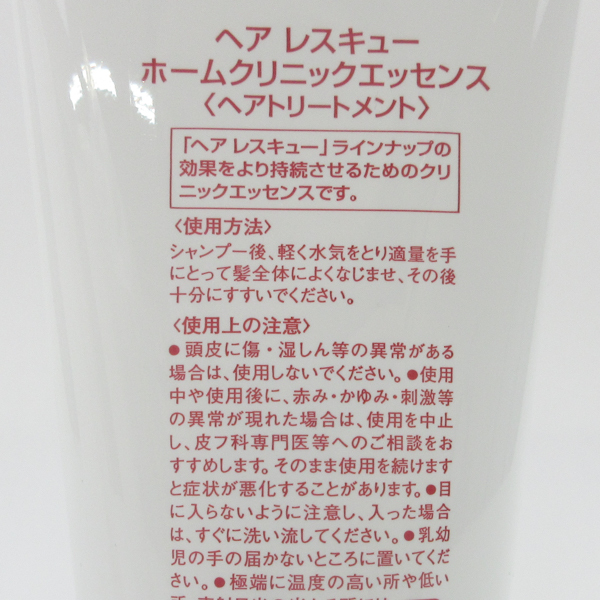 ヘア レスキュー
ホームクリニックエッセンス
〈ヘアトリートメント〉
「ヘア レスキュー」ラインナップの
効果をより持続させるためのクリ
ニックエッセンスです。
〈使用方法〉
シャンプー後、軽く水気をとり適量を手
にとって髪全体によくなじませ、その後
十分にすすいでください。
〈使用上の注意〉
●頭皮に傷・湿しん等の異常がある
場合は、使用しないでください。●使用
中や使用後に、赤み・かゆみ・刺激等
の異常が現れた場合は、使用を中止
し、皮フ科専門医等へのご相談をお
すすめします。そのまま使用を続けます
と症状が悪化することがあります。●目
に入らないように注意し、入った場合
は、すぐに洗い流してください。●乳幼
児の手の届かないところに置いてくだ
さい。●極端に温度の高い所や低い